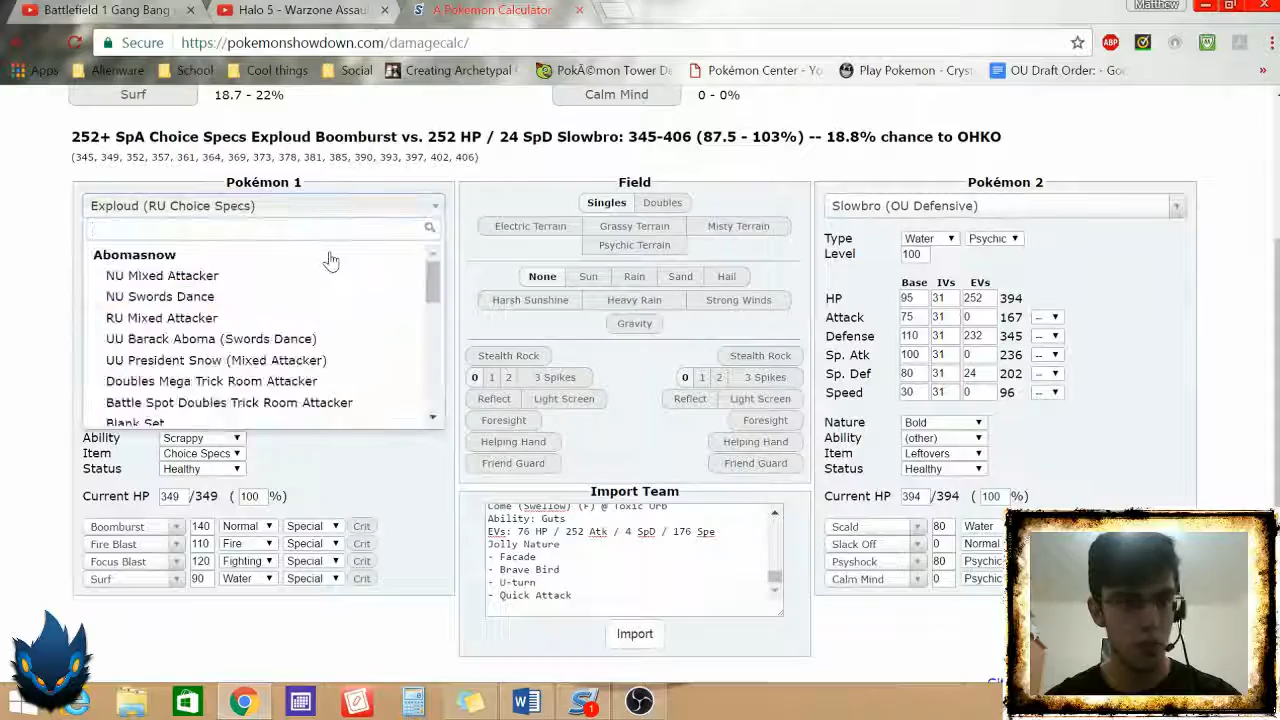 Battlefield 1 Gang Bang
Halo 5 - Warzone Assau
A Pokemon Calculator
Matthew
Secure
https://pokemonshowdown.com/damagecalc/
ABP
Apps
Alienware
School
Cool things
Social
Creating Archetypal
PokÃ©mon Tower De
Pokémon Center - Yo
Play Pokemon - Cryst
OU Draft Order: - Goo
»
Surf
18.7 - 22%
Calm Mind
0 - 0%
252+ SpA Choice Specs Exploud Boomburst vs. 252 HP / 24 SpD Slowbro: 345-406 (87.5 - 103%) -- 18.8% chance to OHKO
(345, 349, 352, 357, 361, 364, 369, 373, 378, 381, 385, 390, 393, 397, 402, 406)
Pokémon 1
Exploud (RU Choice Specs)
Abomasnow
NU Mixed Attacker
NU Swords Dance
RU Mixed Attacker
UU Barack Aboma (Swords Dance)
UU President Snow (Mixed Attacker)
Doubles Mega Trick Room Attacker
Battle Spot Doubles Trick Room Attacker
Blank Set
Ability Scrappy
Item Choice Specs
Status Healthy
Current HP 349 /349 ( 100 %)
Boomburst 140 Normal Special Crit
Fire Blast 110 Fire Special Crit
Focus Blast 120 Fighting Special Crit
Surf 90 Water Special Crit
Field
Singles Doubles
Electric Terrain Grassy Terrain Misty Terrain
Psychic Terrain
None Sun Rain Sand Hail
Harsh Sunshine Heavy Rain Strong Winds
Gravity
Stealth Rock Stealth Rock
0 1 2 3 Spikes 0 1 2 3 Spikes
Reflect Light Screen Reflect Light Screen
Foresight Foresight
Helping Hand Helping Hand
Friend Guard Friend Guard
Import Team
(Swellow) (F) @ Toxic Orb
Ability: Guts
EVs: 76 HP / 252 Atk / 4 SpD / 176 Spe
Jolly Nature
- Facade
- Brave Bird
- U-turn
- Quick Attack
Import
Pokémon 2
Slowbro (OU Defensive)
Type Water Psychic
Level 100
Base IVs EVs
HP 95 31 252 394
Attack 75 31 0 167 --
Defense 110 31 232 345 --
Sp. Atk 100 31 0 236 --
Sp. Def 80 31 24 202 --
Speed 30 31 0 96 --
Nature Bold
Ability (other)
Item Leftovers
Status Healthy
Current HP 394 /394 ( 100 %)
Scald 80 Water
Slack Off 0 Normal
Psyshock 80 Psychic
Calm Mind 0 Psychic
1